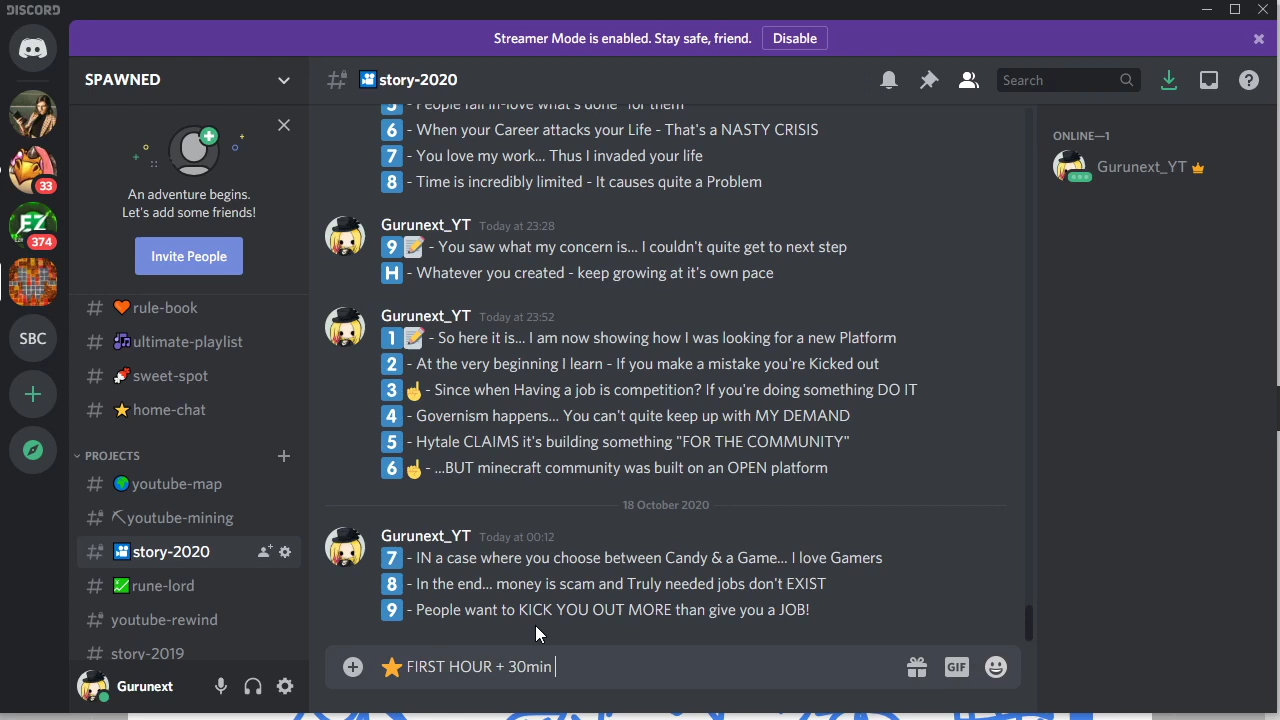 DISCORD
Streamer Mode is enabled. Stay safe, friend. Disable
SPAWNED
story-2020
Search
An adventure begins.
Let's add some friends!
Invite People
33
374
SBC
rule-book
ultimate-playlist
sweet-spot
home-chat
PROJECTS
youtube-map
youtube-mining
story-2020
rune-lord
youtube-rewind
story-2019
Gurunext
5 - People fall in-love what's done "for them"
6 - When your Career attacks your Life - That's a NASTY CRISIS
7 - You love my work... Thus I invaded your life
8 - Time is incredibly limited - It causes quite a Problem
Gurunext_YT Today at 23:28
9 - You saw what my concern is... I couldn't quite get to next step
H - Whatever you created - keep growing at it's own pace
Gurunext_YT Today at 23:52
1 - So here it is... I am now showing how I was looking for a new Platform
2 - At the very beginning I learn - If you make a mistake you're Kicked out
3 - Since when Having a job is competition? If you're doing something DO IT
4 - Governism happens... You can't quite keep up with MY DEMAND
5 - Hytale CLAIMS it's building something "FOR THE COMMUNITY"
6 - ...BUT minecraft community was built on an OPEN platform
18 October 2020
Gurunext_YT Today at 00:12
7 - IN a case where you choose between Candy & a Game... I love Gamers
8 - In the end... money is scam and Truly needed jobs don't EXIST
9 - People want to KICK YOU OUT MORE than give you a JOB!
FIRST HOUR + 30min
GIF
ONLINE—1
Gurunext_YT